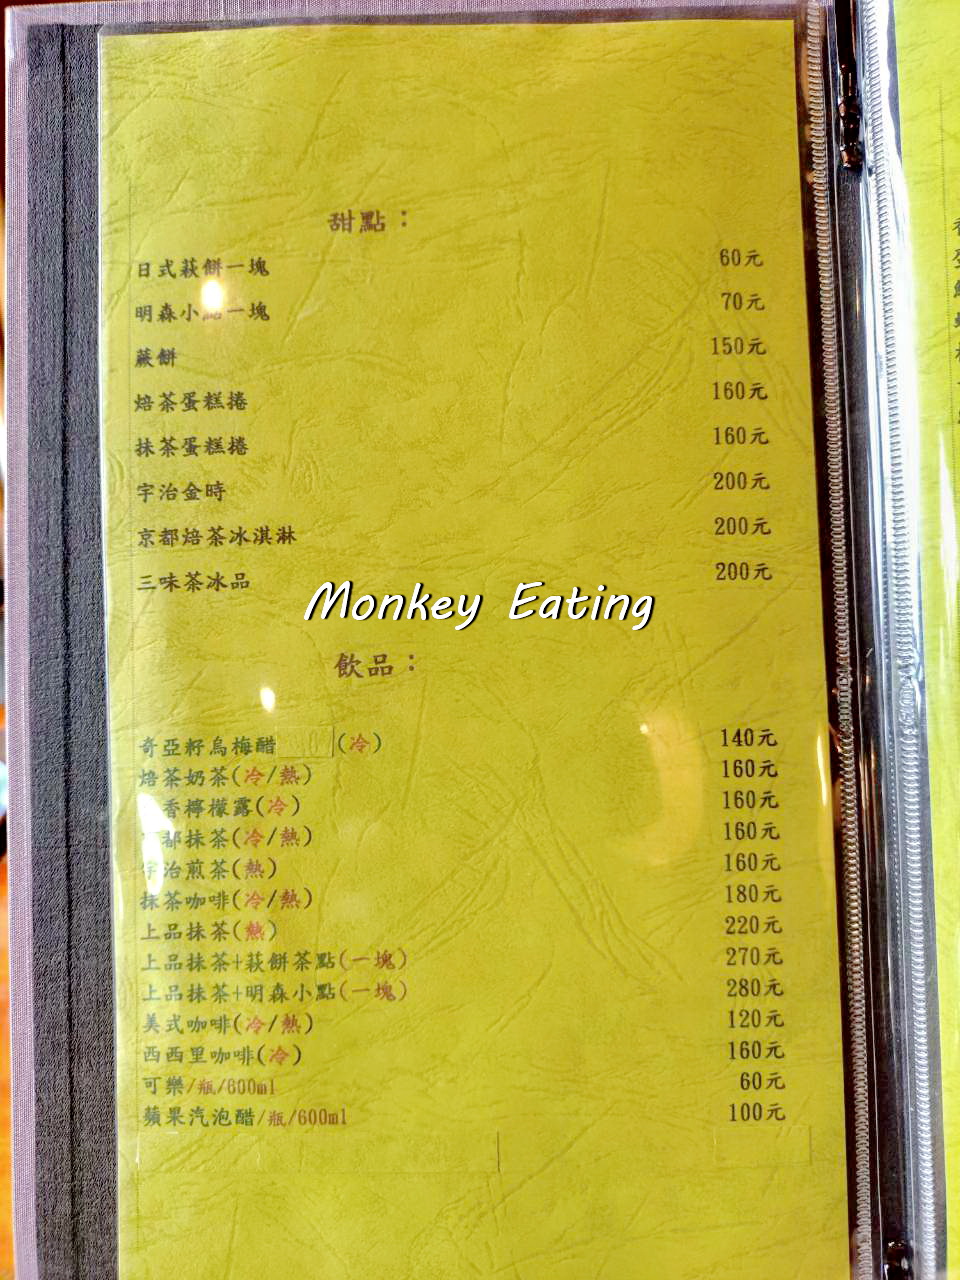 甜點：
日式萩餅一塊 60元
明森小點一塊 70元
蕨餅 150元
焙茶蛋糕捲 160元
抹茶蛋糕捲 160元
宇治金時 200元
京都焙茶冰淇淋 200元
三味茶冰品 200元
Monkey Eating
飲品：
奇亞籽烏梅醋 (冷) 140元
焙茶奶茶(冷/熱) 160元
香檸檬露(冷) 160元
都抹茶(冷/熱) 160元
宇治煎茶(熱) 160元
抹茶咖啡(冷/熱) 180元
上品抹茶(熱) 220元
上品抹茶+萩餅茶點(一塊) 270元
上品抹茶+明森小點(一塊) 280元
美式咖啡(冷/熱) 120元
西西里咖啡(冷) 160元
可樂/瓶/600ml 60元
蘋果汽泡醋/瓶/600ml 100元